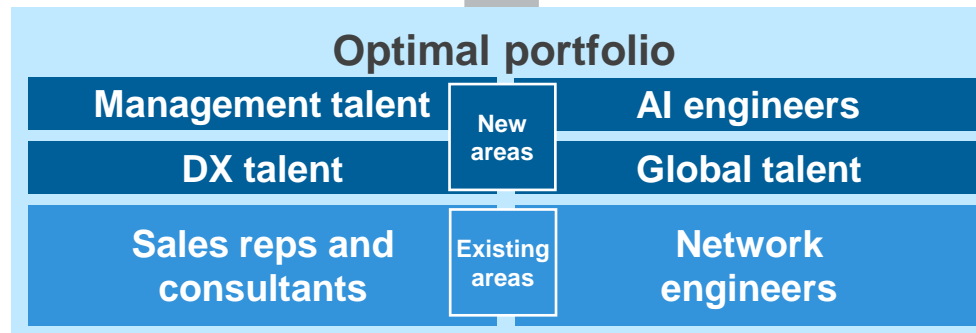 Optimal portfolio
Management talent
AI engineers
New
areas
DX talent
Global talent
Sales reps and
consultants
Existing
areas
Network
engineers